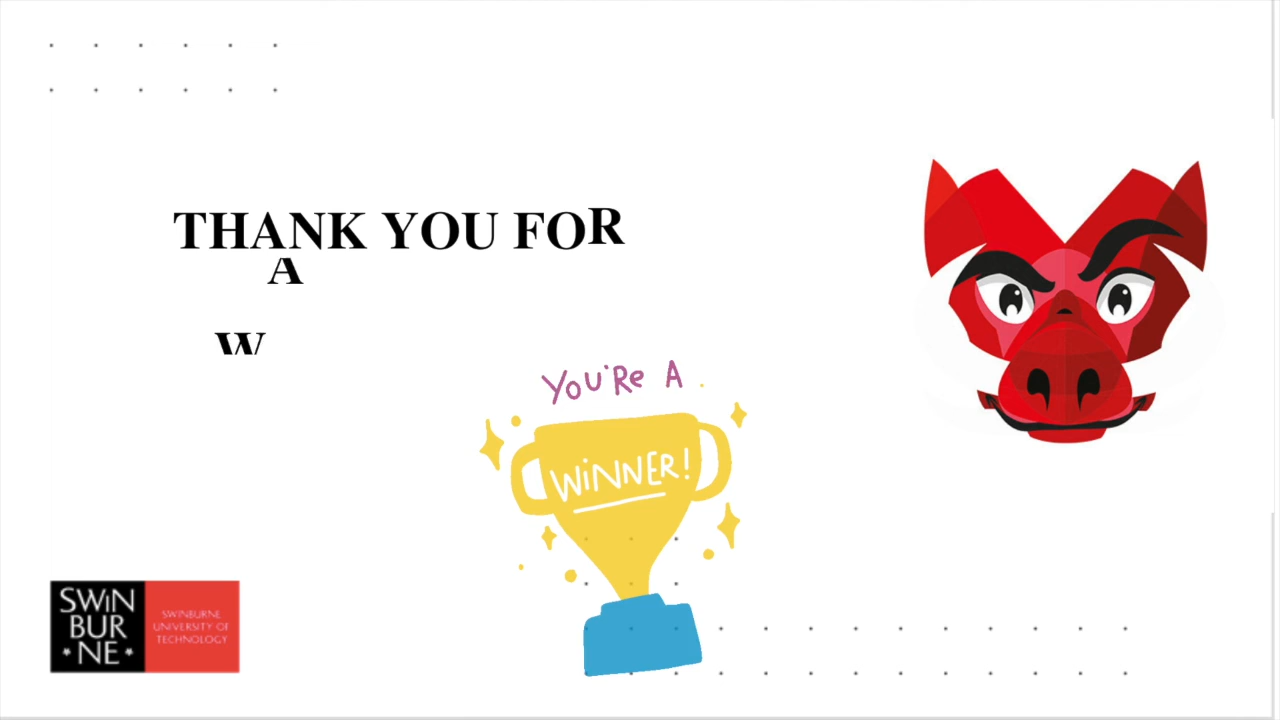 THANK YOU FOR
A
W
YOU'RE A
WINNER!
SWiN
BUR
*NE*
SWINBURNE
UNIVERSITY OF
TECHNOLOGY